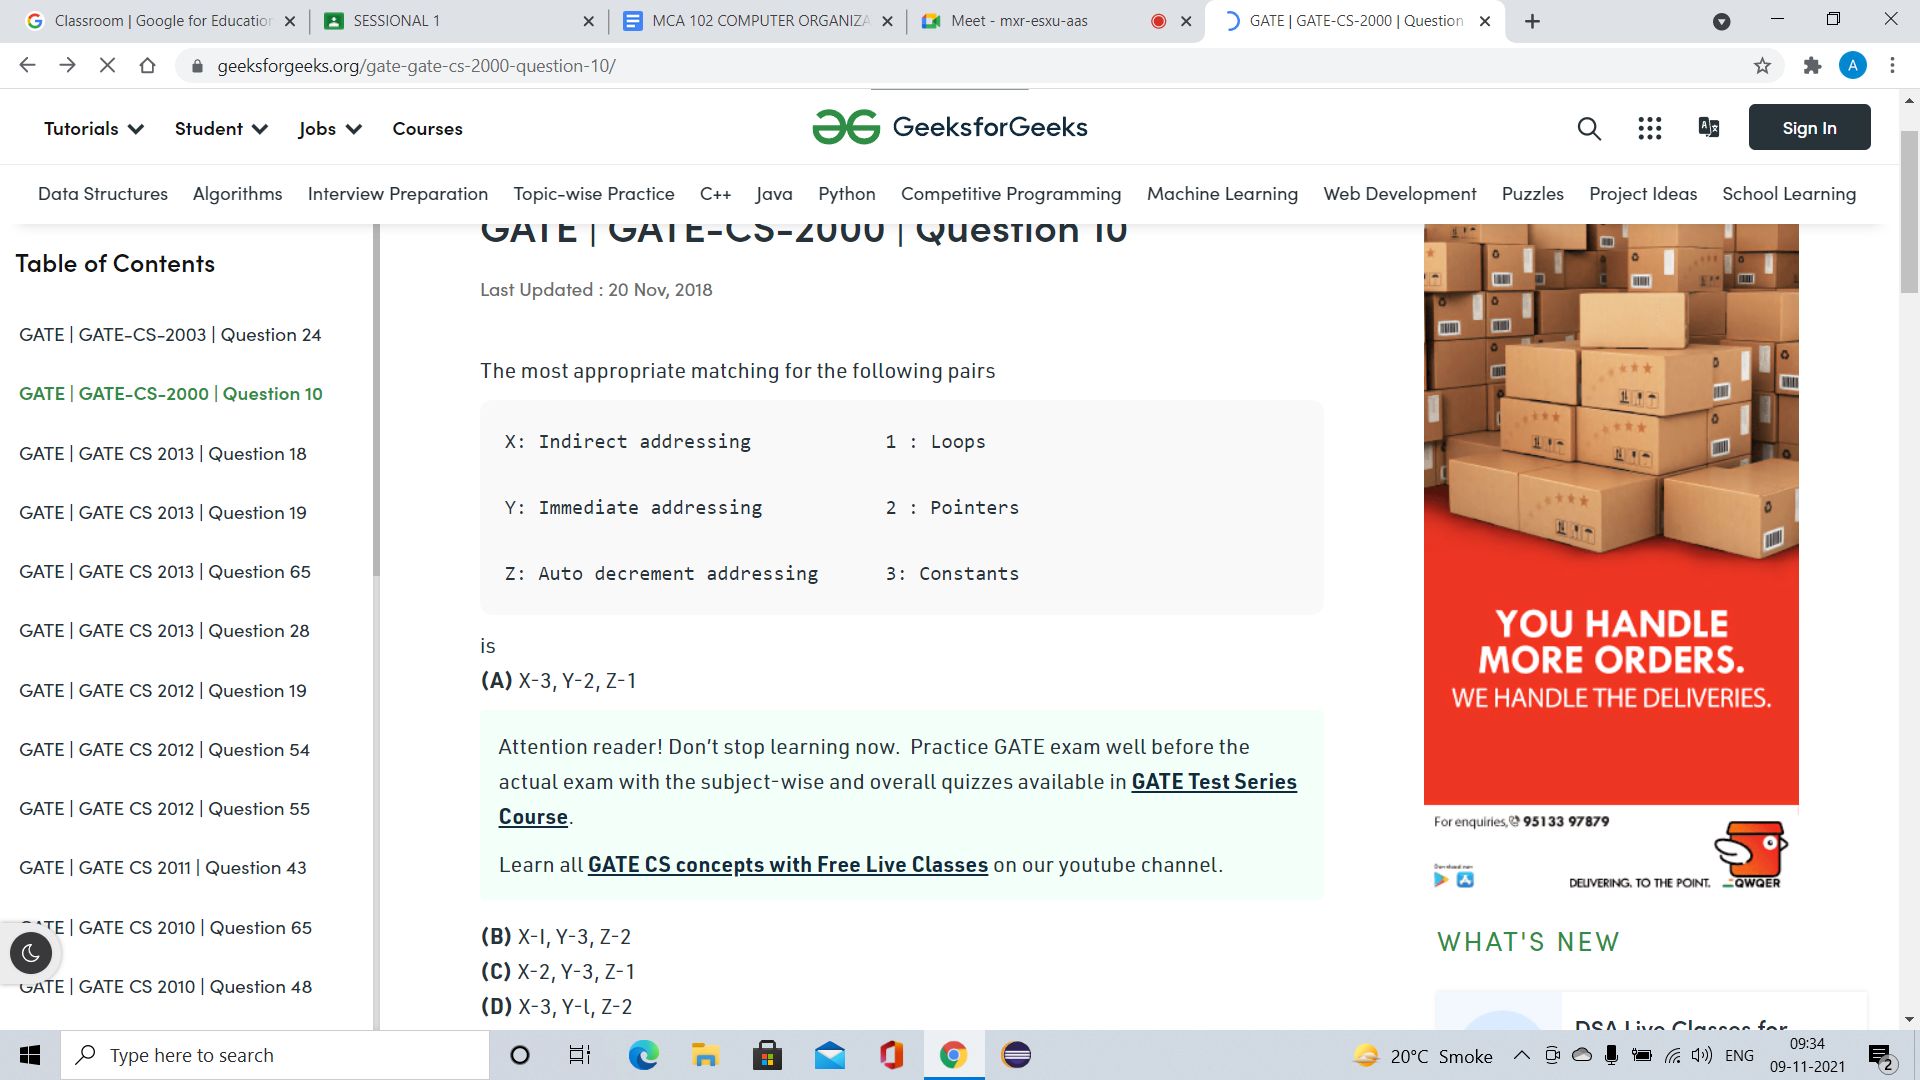 Classroom | Google for Education
SESSIONAL 1
MCA 102 COMPUTER ORGANIZA
Meet - mxr-esxu-aas
GATE | GATE-CS-2000 | Question
geeksforgeeks.org/gate-gate-cs-2000-question-10/
A
Tutorials
Student
Jobs
Courses
GeeksforGeeks
Sign In
Data Structures
Algorithms
Interview Preparation
Topic-wise Practice
C++
Java
Python
Competitive Programming
Machine Learning
Web Development
Puzzles
Project Ideas
School Learning
Table of Contents
GATE | GATE-CS-2003 | Question 24
GATE | GATE-CS-2000 | Question 10
GATE | GATE CS 2013 | Question 18
GATE | GATE CS 2013 | Question 19
GATE | GATE CS 2013 | Question 65
GATE | GATE CS 2013 | Question 28
GATE | GATE CS 2012 | Question 19
GATE | GATE CS 2012 | Question 54
GATE | GATE CS 2012 | Question 55
GATE | GATE CS 2011 | Question 43
GATE | GATE CS 2010 | Question 65
GATE | GATE CS 2010 | Question 48
GATE | GATE-CS-2000 | Question 10
Last Updated : 20 Nov, 2018
The most appropriate matching for the following pairs
X: Indirect addressing 1 : Loops
Y: Immediate addressing 2 : Pointers
Z: Auto decrement addressing 3: Constants
is
(A) X-3, Y-2, Z-1
Attention reader! Don't stop learning now. Practice GATE exam well before the
actual exam with the subject-wise and overall quizzes available in GATE Test Series
Course.
Learn all GATE CS concepts with Free Live Classes on our youtube channel.
(B) X-I, Y-3, Z-2
(C) X-2, Y-3, Z-1
(D) X-3, Y-l, Z-2
YOU HANDLE
MORE ORDERS.
WE HANDLE THE DELIVERIES.
For enquiries, 95133 97879
DELIVERING. TO THE POINT.
QWQER
WHAT'S NEW
DSA Live Classes for
Type here to search
20°C Smoke
ENG
09:34
09-11-2021
2